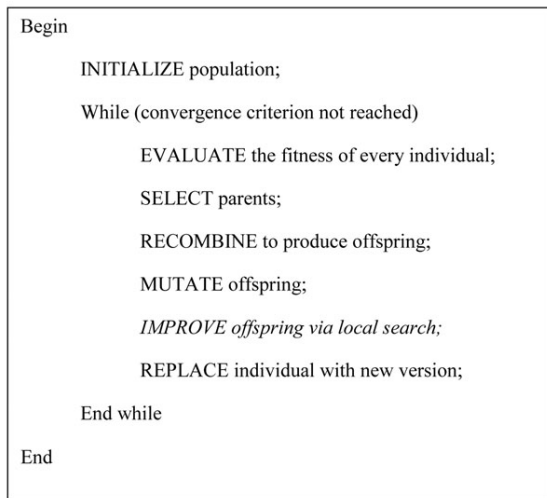 Begin
INITIALIZE population;
While (convergence criterion not reached)
EVALUATE the fitness of every individual;
SELECT parents;
RECOMBINE to produce offspring;
MUTATE offspring;
IMPROVE offspring via local search;
REPLACE individual with new version;
End while
End